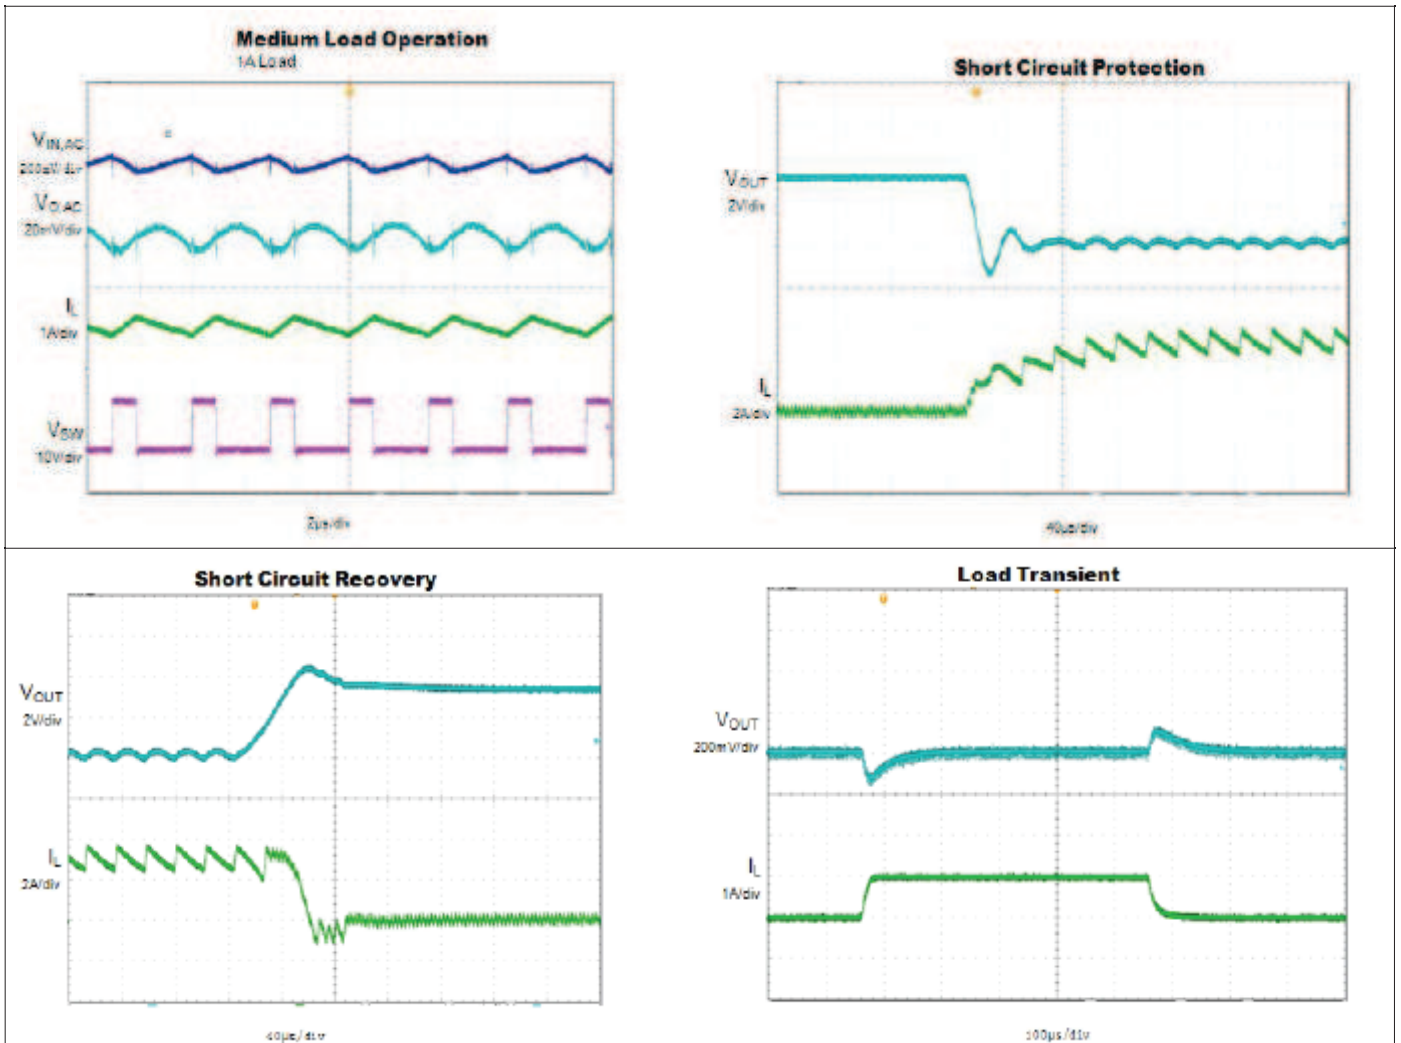 Medium Load Operation
1A Load
VIN,AC
200mV/div
VO,AC
20mV/div
IL
1A/div
VSW
10V/div
2µs/div
Short Circuit Protection
VOUT
2V/div
IL
2A/div
40µs/div
Short Circuit Recovery
VOUT
2V/div
IL
2A/div
40µs/div
Load Transient
VOUT
200mV/div
IL
1A/div
100µs/div